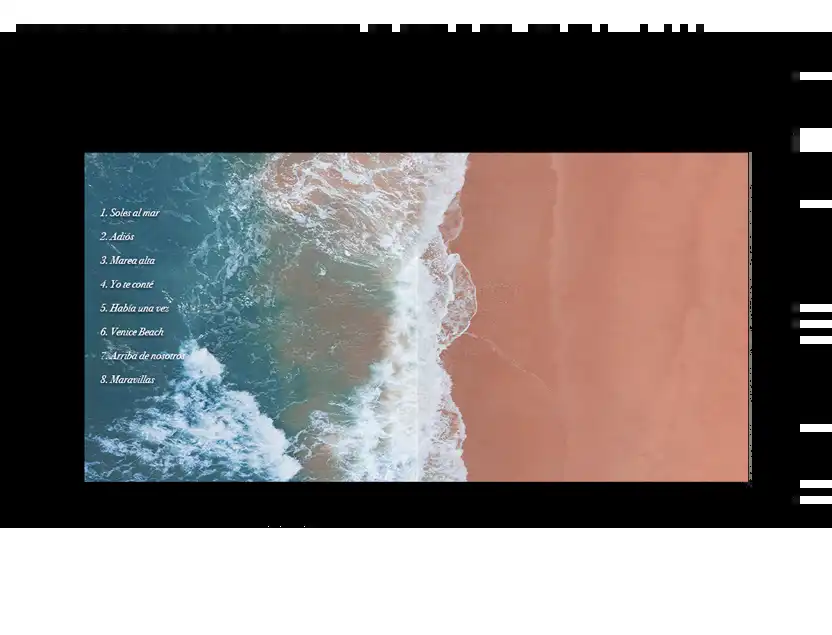 1. Soles al mar
2. Adiós
3. Marea alta
4. Yo te conté
5. Había una vez
6. Venice Beach
7. Arriba de nosotros
8. Maravillas